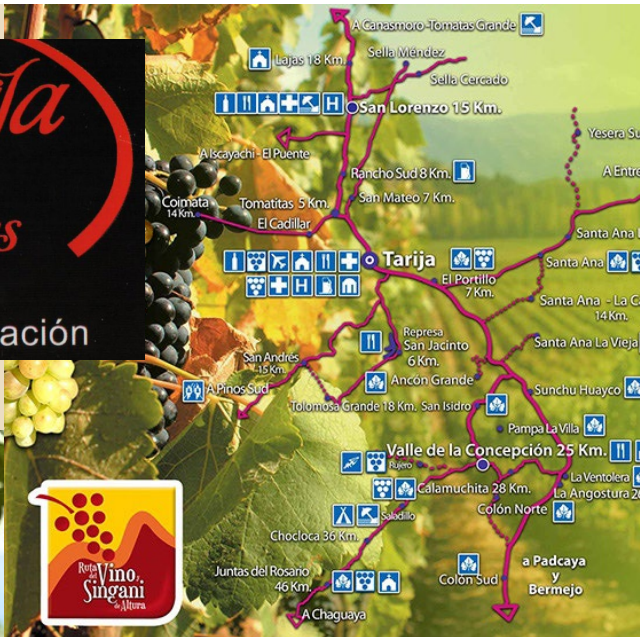 ación
A Canasmoro-Tomatas Grande
Sella Méndez
Lajas 18 Km.
Sella Cercado
San Lorenzo 15 Km.
Yesera Su
A Iscayachi - El Puente
A Entre
Rancho Sud 8 Km.
San Mateo 7 Km.
Coimata
14 Km.
Tomatitas 5 Km.
El Cadillar
Santa Ana
Tarija
Santa Ana
El Portillo
7 Km.
Santa Ana - La C
14 Km.
Represa
San Jacinto
6 Km.
Santa Ana La Vieja
San Andrés
15 Km.
A Pinos Sud
Ancón Grande
Sunchu Huayco
Tolomosa Grande 18 Km.
San Isidro
Pampa La Villa
Valle de la Concepción 25 Km.
Rujero
La Ventolera
Calamuchita 28 Km.
La Angostura 2
Colón Norte
Saladillo
Chocloca 36 Km.
a Padcaya
y
Bermejo
Juntas del Rosario
46 Km.
Colón Sud
A Chaguaya
Ruta
del Vino y
Singani
de Altura
H
H